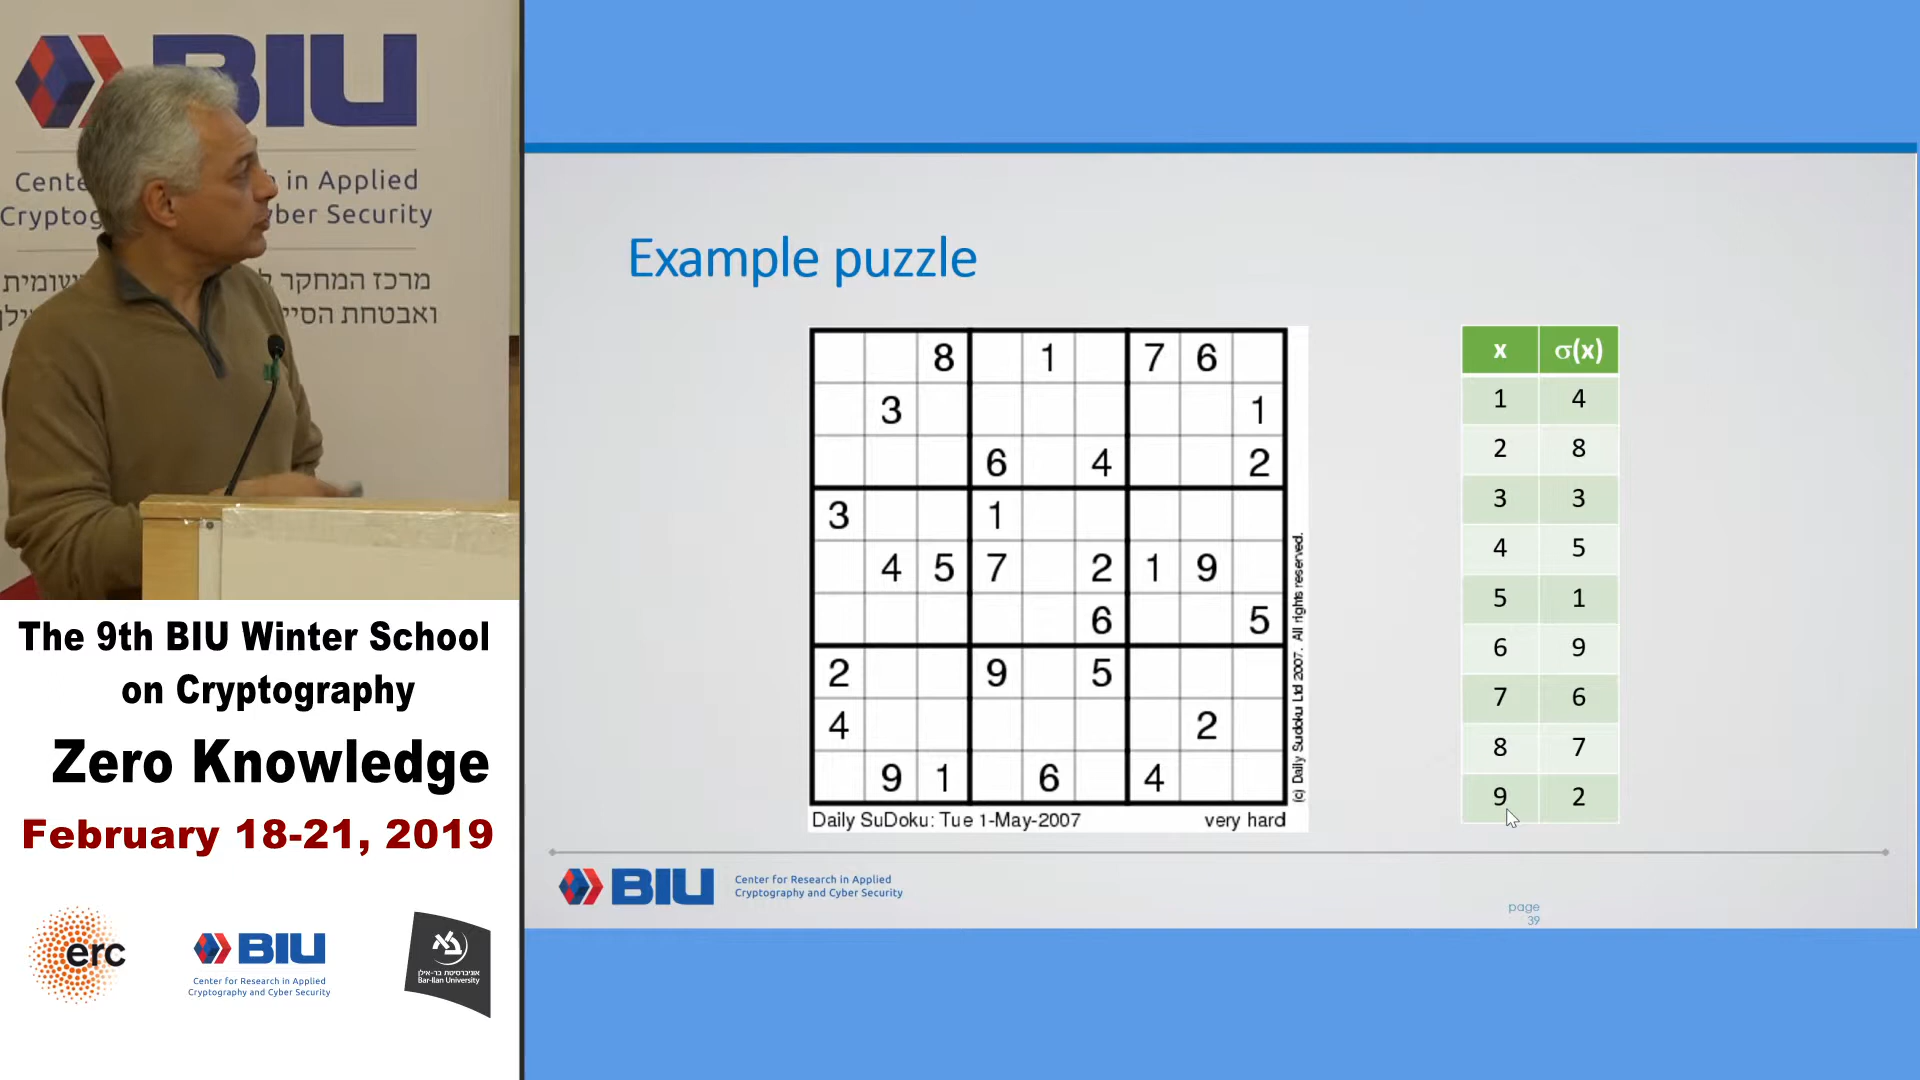 BIU
Cente in Applied
yber Security
מרכז המחקר
ואבטחת הסיי
The 9th BIU Winter School
on Cryptography
Zero Knowledge
February 18-21, 2019
erc
BIU
Center for Research in Applied
Cryptography and Cyber Security
אוניברסיטת בר-אילן
Bar-Ilan University
Example puzzle
8 1 7 6
3 1
6 4 2
3 1
4 5 7 2 1 9
6 5
2 9 5
4 2
9 1 6 4
Daily SuDoku: Tue 1-May-2007 very hard
(c) Daily Sudoku Ltd 2007. All rights reserved.
x σ(x)
1 4
2 8
3 3
4 5
5 1
6 9
7 6
8 7
9 2
BIU
Center for Research in Applied
Cryptography and Cyber Security
page
39